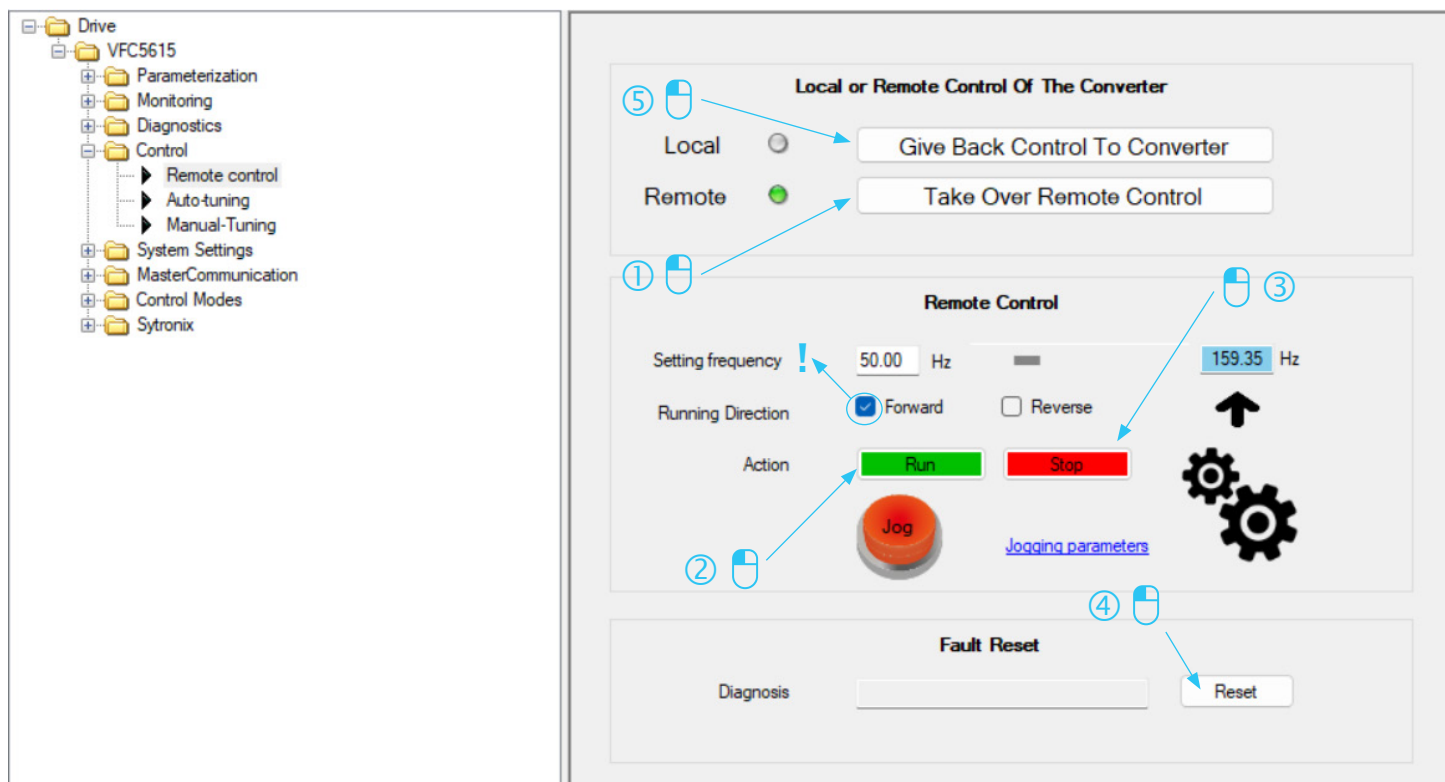 Drive
VFC5615
Parameterization
Monitoring
Diagnostics
Control
Remote control
Auto-tuning
Manual-Tuning
System Settings
MasterCommunication
Control Modes
Sytronix
Local or Remote Control Of The Converter
⑤
Local Give Back Control To Converter
Remote Take Over Remote Control
①
③
Remote Control
Setting frequency ! 50.00 Hz 159.35 Hz
Running Direction Forward Reverse
Action Run Stop
Jog
Jogging parameters
②
④
Fault Reset
Diagnosis Reset